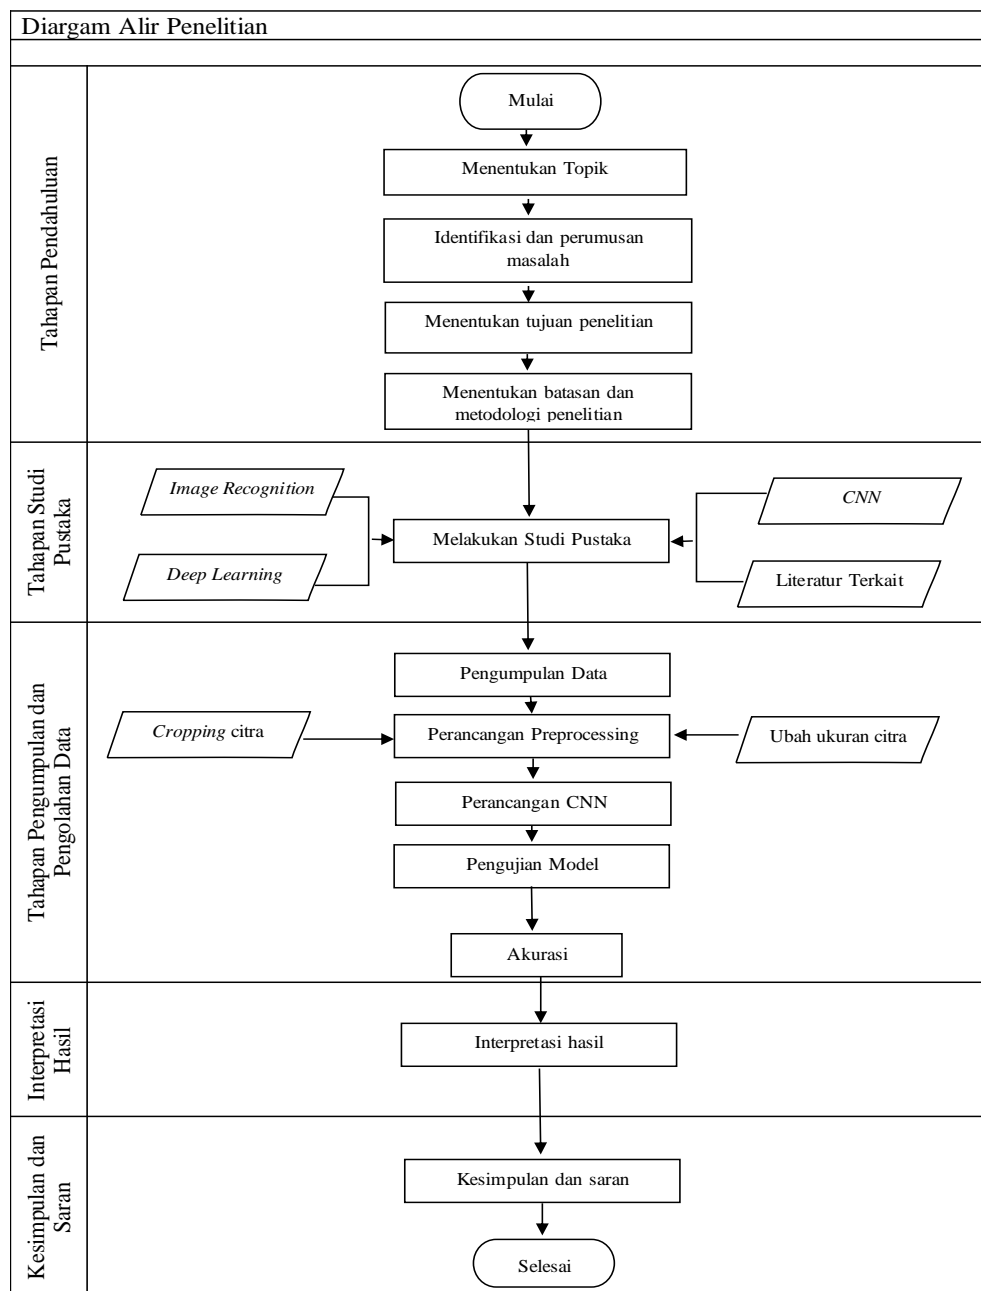 Diargam Alir Penelitian
Tahapan Pendahuluan
Mulai
Menentukan Topik
Identifikasi dan perumusan
masalah
Menentukan tujuan penelitian
Menentukan batasan dan
metodologi penelitian
Tahapan Studi
Pustaka
Image Recognition
Deep Learning
Melakukan Studi Pustaka
CNN
Literatur Terkait
Tahapan Pengumpulan dan
Pengolahan Data
Pengumpulan Data
Cropping citra
Perancangan Preprocessing
Ubah ukuran citra
Perancangan CNN
Pengujian Model
Akurasi
Interpretasi
Hasil
Interpretasi hasil
Kesimpulan dan
Saran
Kesimpulan dan saran
Selesai